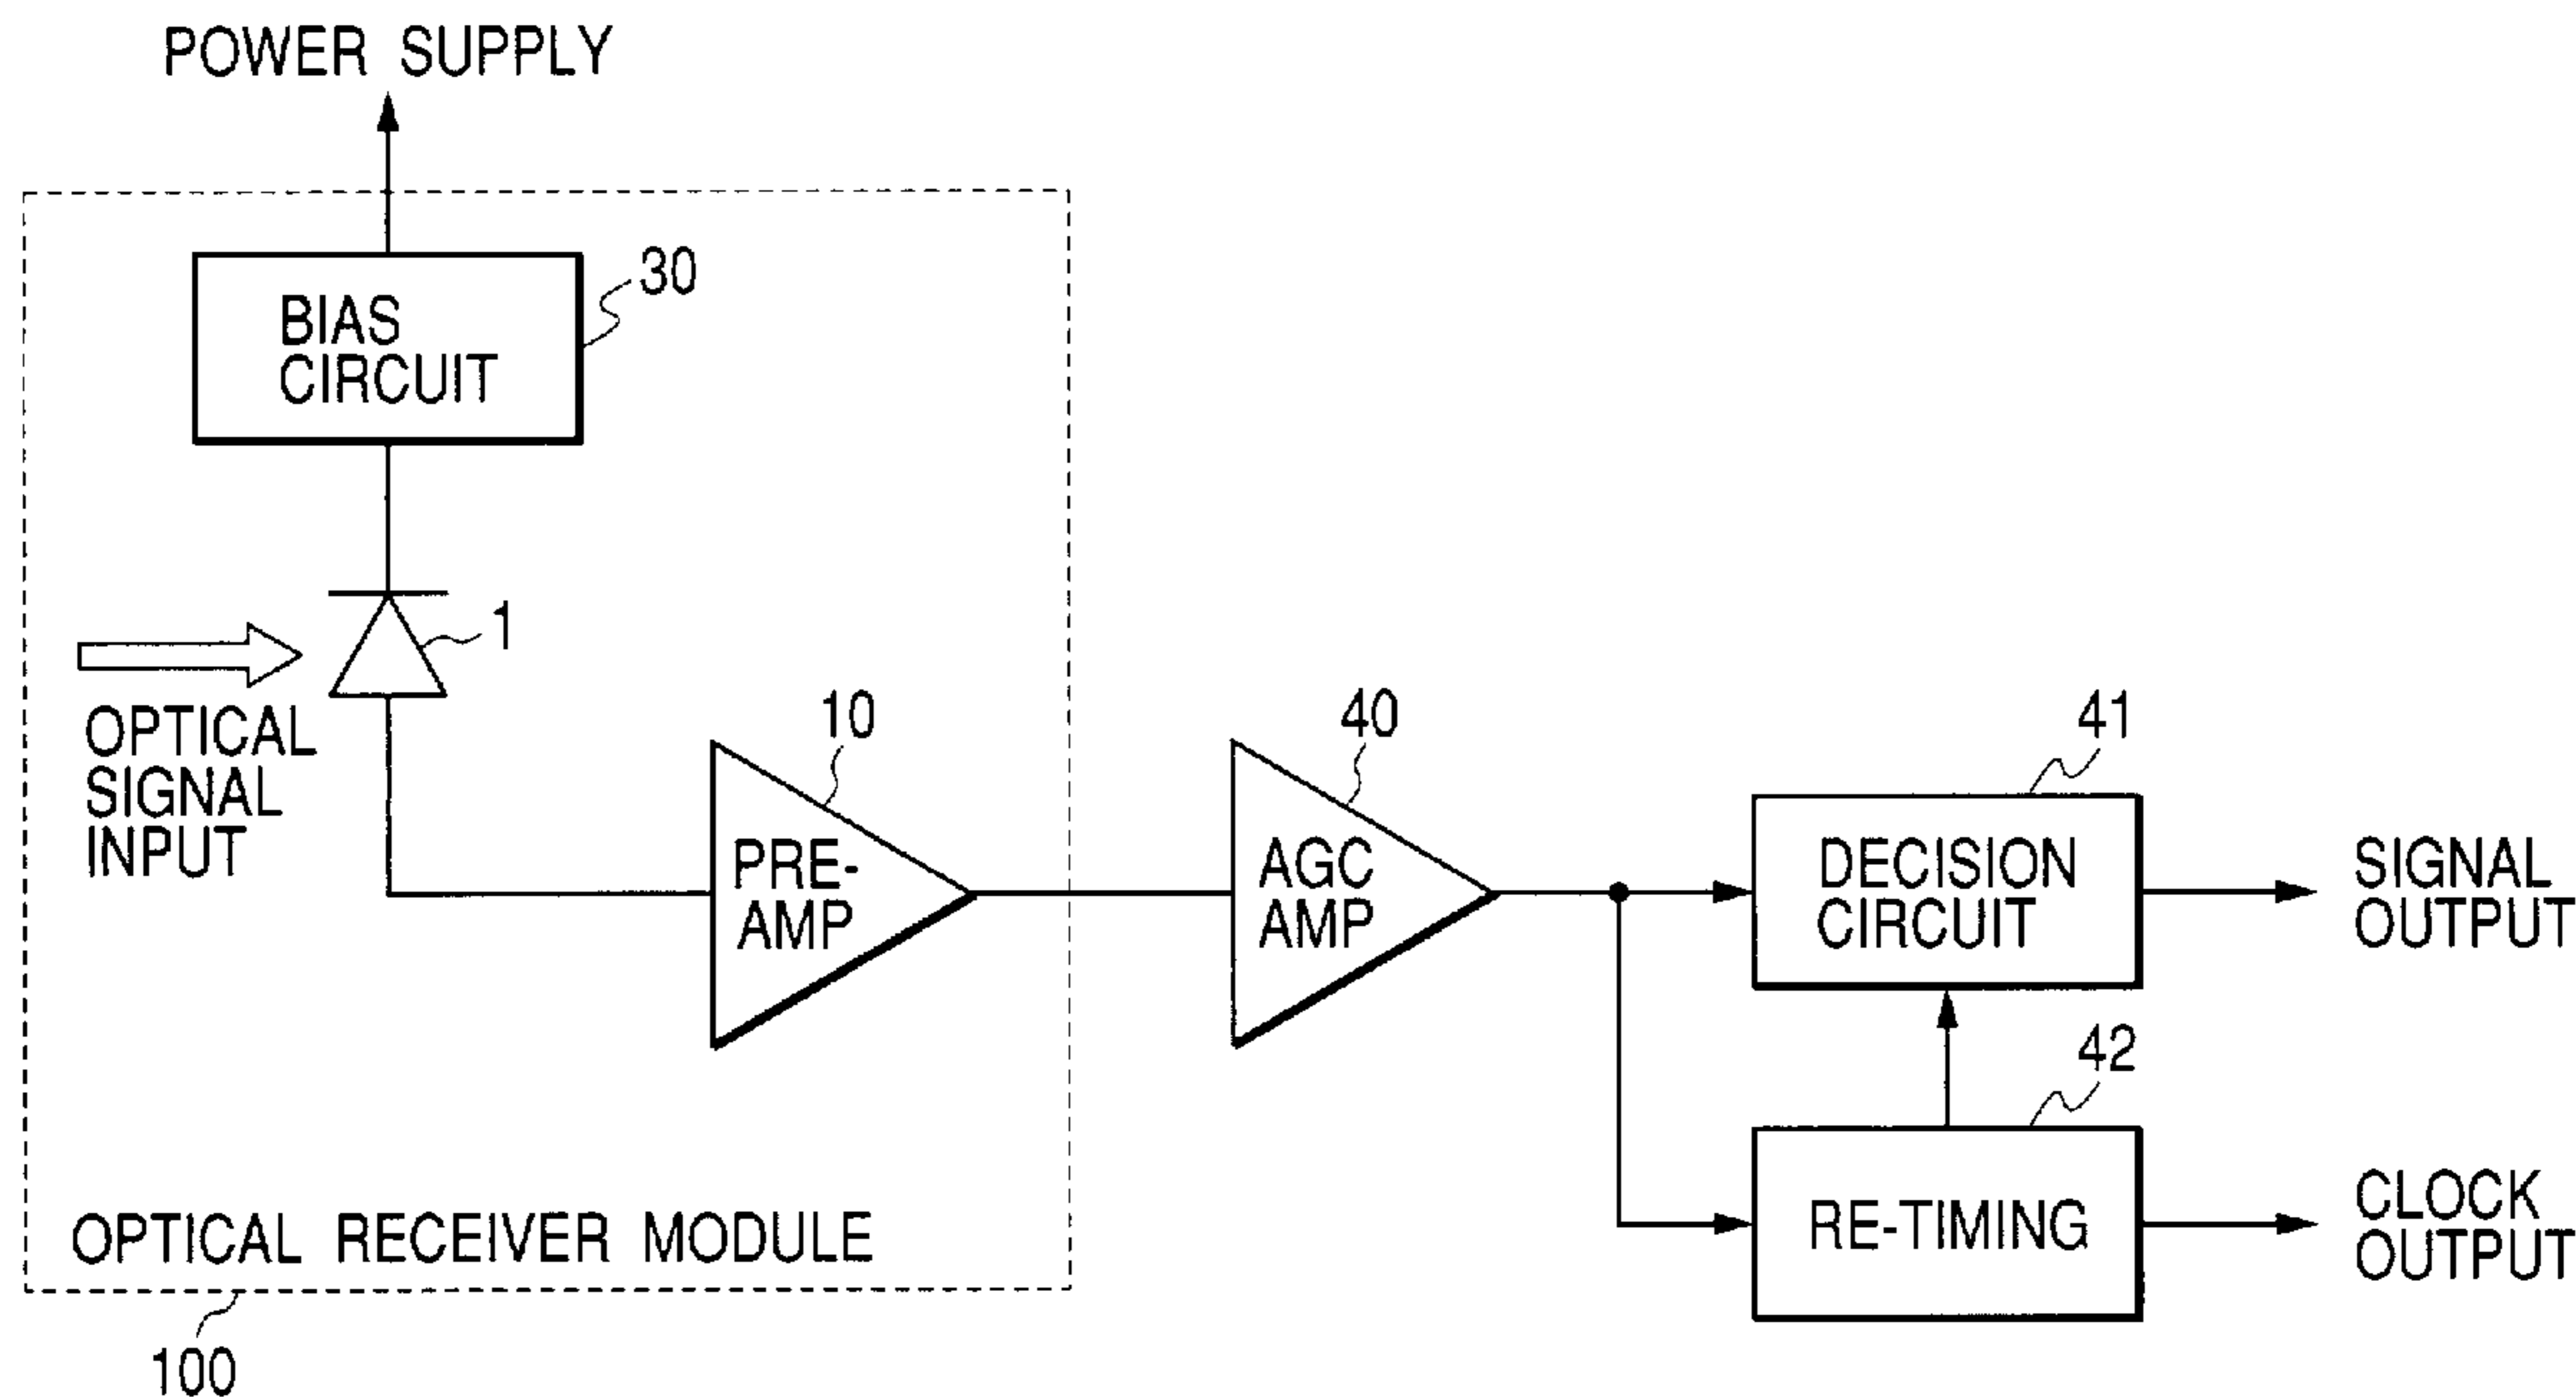 POWER SUPPLY
BIAS
CIRCUIT
30
1
OPTICAL
SIGNAL
INPUT
10
PRE-
AMP
40
AGC
AMP
41
DECISION
CIRCUIT
SIGNAL
OUTPUT
42
RE-TIMING
CLOCK
OUTPUT
OPTICAL RECEIVER MODULE
100